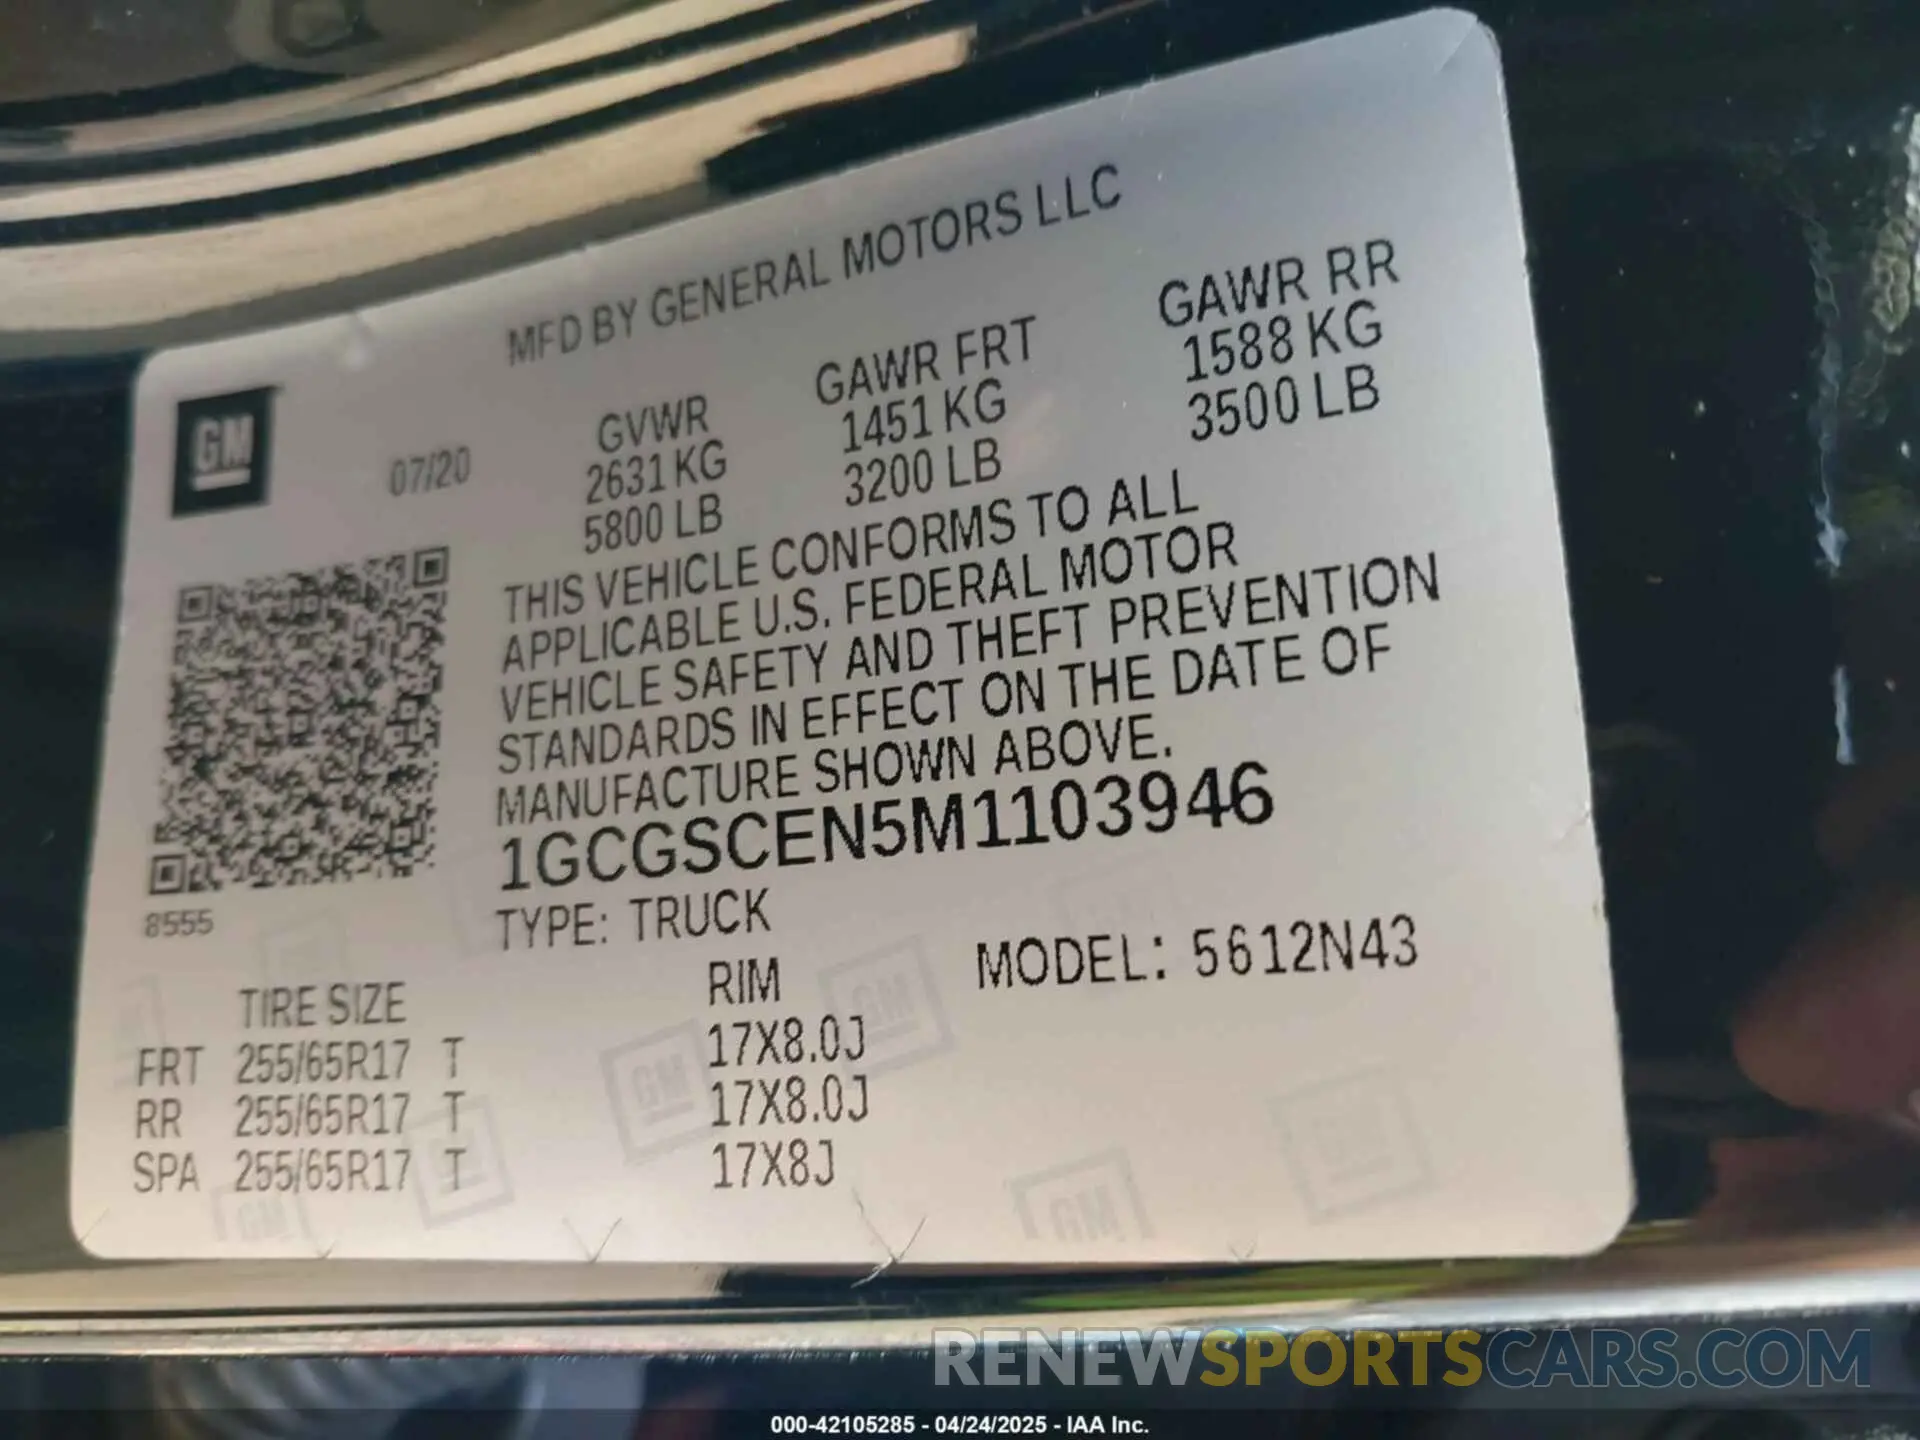 MFD BY GENERAL MOTORS LLC
GM
07/20
GVWR
2631 KG
5800 LB
GAWR FRT
1451 KG
3200 LB
GAWR RR
1588 KG
3500 LB
THIS VEHICLE CONFORMS TO ALL
APPLICABLE U.S. FEDERAL MOTOR
VEHICLE SAFETY AND THEFT PREVENTION
STANDARDS IN EFFECT ON THE DATE OF
MANUFACTURE SHOWN ABOVE.
1GCGSCEN5M1103946
8555
TYPE: TRUCK
MODEL: 5612N43
TIRE SIZE RIM
FRT 255/65R17 T 17X8.0J
RR 255/65R17 T 17X8.0J
SPA 255/65R17 T 17X8J
GM
GM
GM
GM
RENEWSPORTSCARS.COM
000-42105285 - 04/24/2025 - IAA Inc.